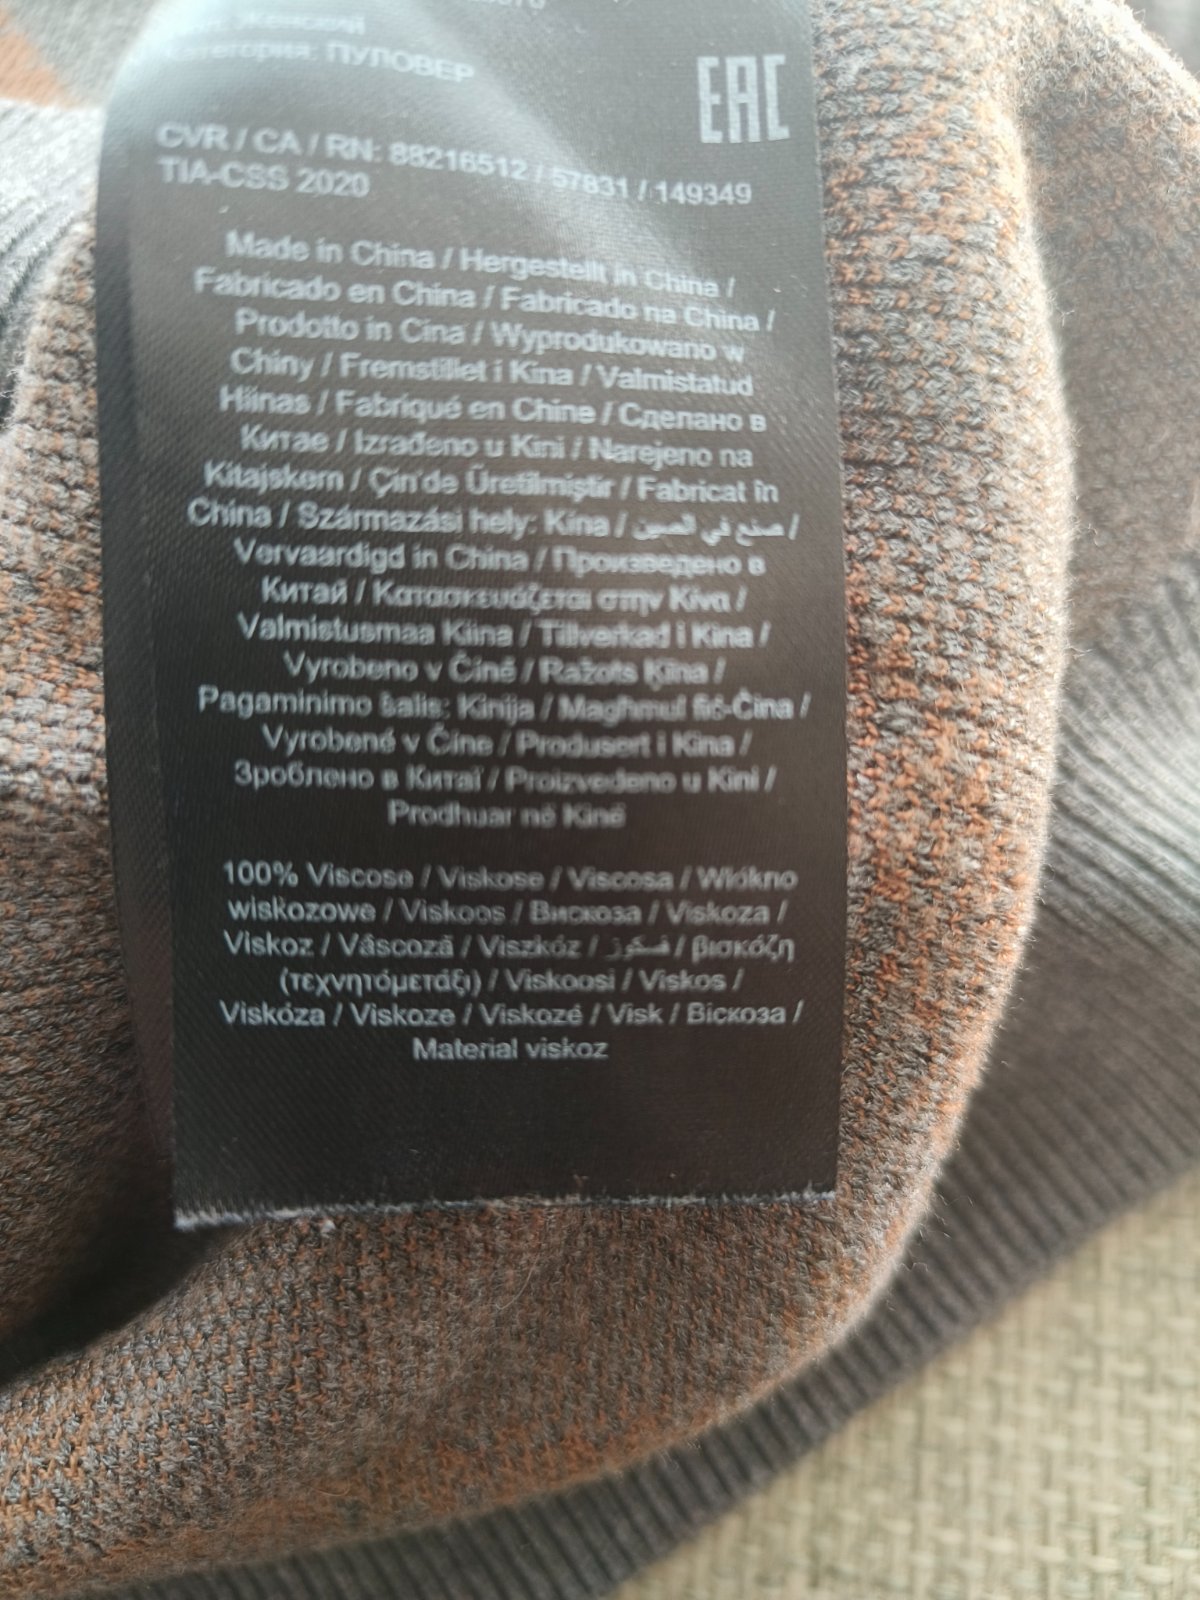 женский
Категория: ПУЛОВЕР
EAC
CVR / CA / RN: 88216512 / 57831 / 149349
TIA-CSS 2020
Made in China / Hergestellt in China /
Fabricado en China / Fabricado na China /
Prodotto in Cina / Wyprodukowano w
Chiny / Fremstillet i Kina / Valmistatud
Hiinas / Fabriqué en Chine / Сделано в
Китае / Izrađeno u Kini / Narejeno na
Kitajskem / Çin'de Üretilmiştir / Fabricat în
China / Származási hely: Kína / صنع في الصين /
Vervaardigd in China / Произведено в
Китай / Κατασκευάζεται στην Κίνα /
Valmistusmaa Kiina / Tillverkad i Kina /
Vyrobeno v Číně / Ražots Ķīna /
Pagaminimo šalis: Kinija / Magħmul fiċ-Ċina /
Vyrobené v Číne / Produsert i Kina /
Зроблено в Китаї / Proizvedeno u Kini /
Prodhuar në Kinë
100% Viscose / Viskose / Viscosa / Włókno
wiskozowe / Viskoos / Вискоза / Viskoza /
Viskoz / Vâscoză / Viszkóz / فسكوز / βισκόζη
(τεχνητόμετάξι) / Viskoosi / Viskos /
Viskóza / Viskoze / Viskozé / Visk / Віскоза /
Material viskoz